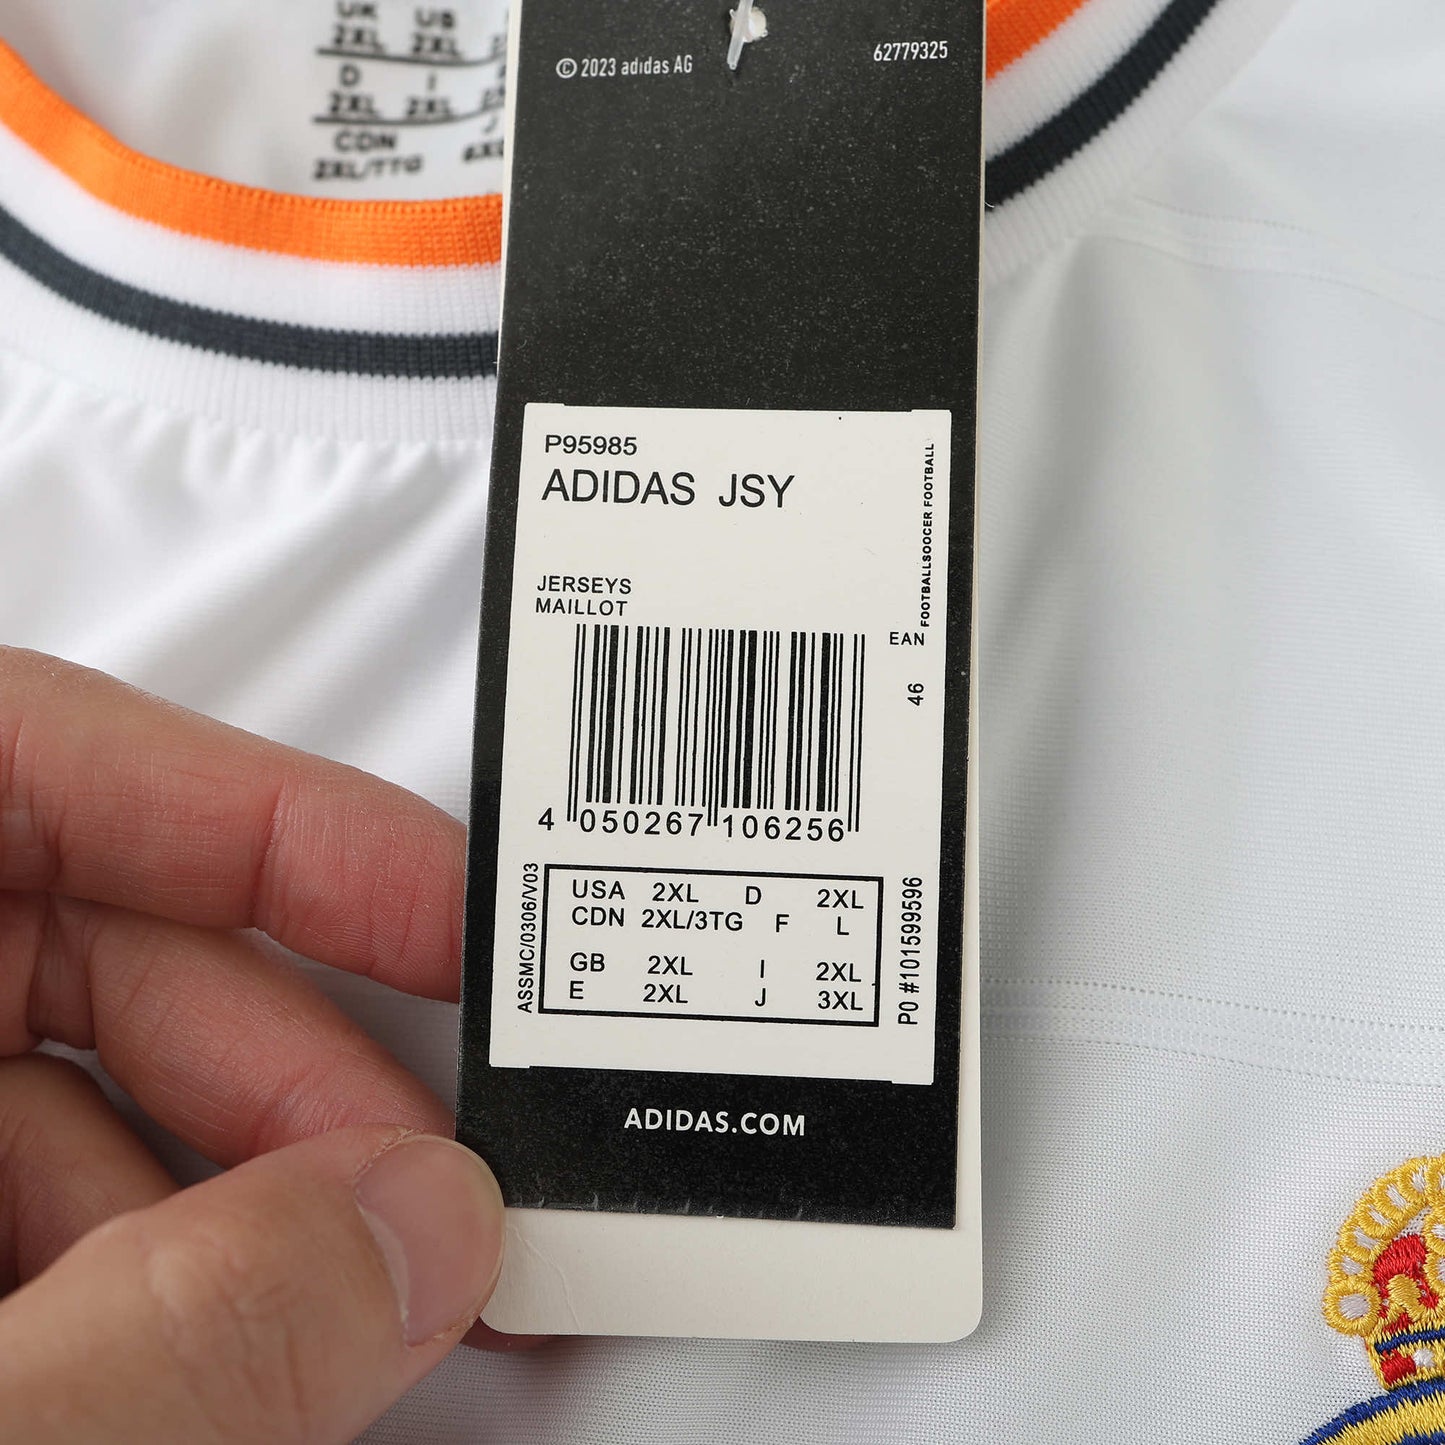 UK US
2XL 2XL
D I
2XL 2XL
CDN J
2XL/TTG
© 2023 adidas AG
62779325
P95985
ADIDAS JSY
FOOTBALLSOCCER FOOTBALL
JERSEYS
MAILLOT
EAN
46
4 050267 106256
ASSMC/0306/V03
USA 2XL D 2XL
CDN 2XL/3TG F L
GB 2XL I 2XL
E 2XL J 3XL
P0 #101599596
ADIDAS.COM